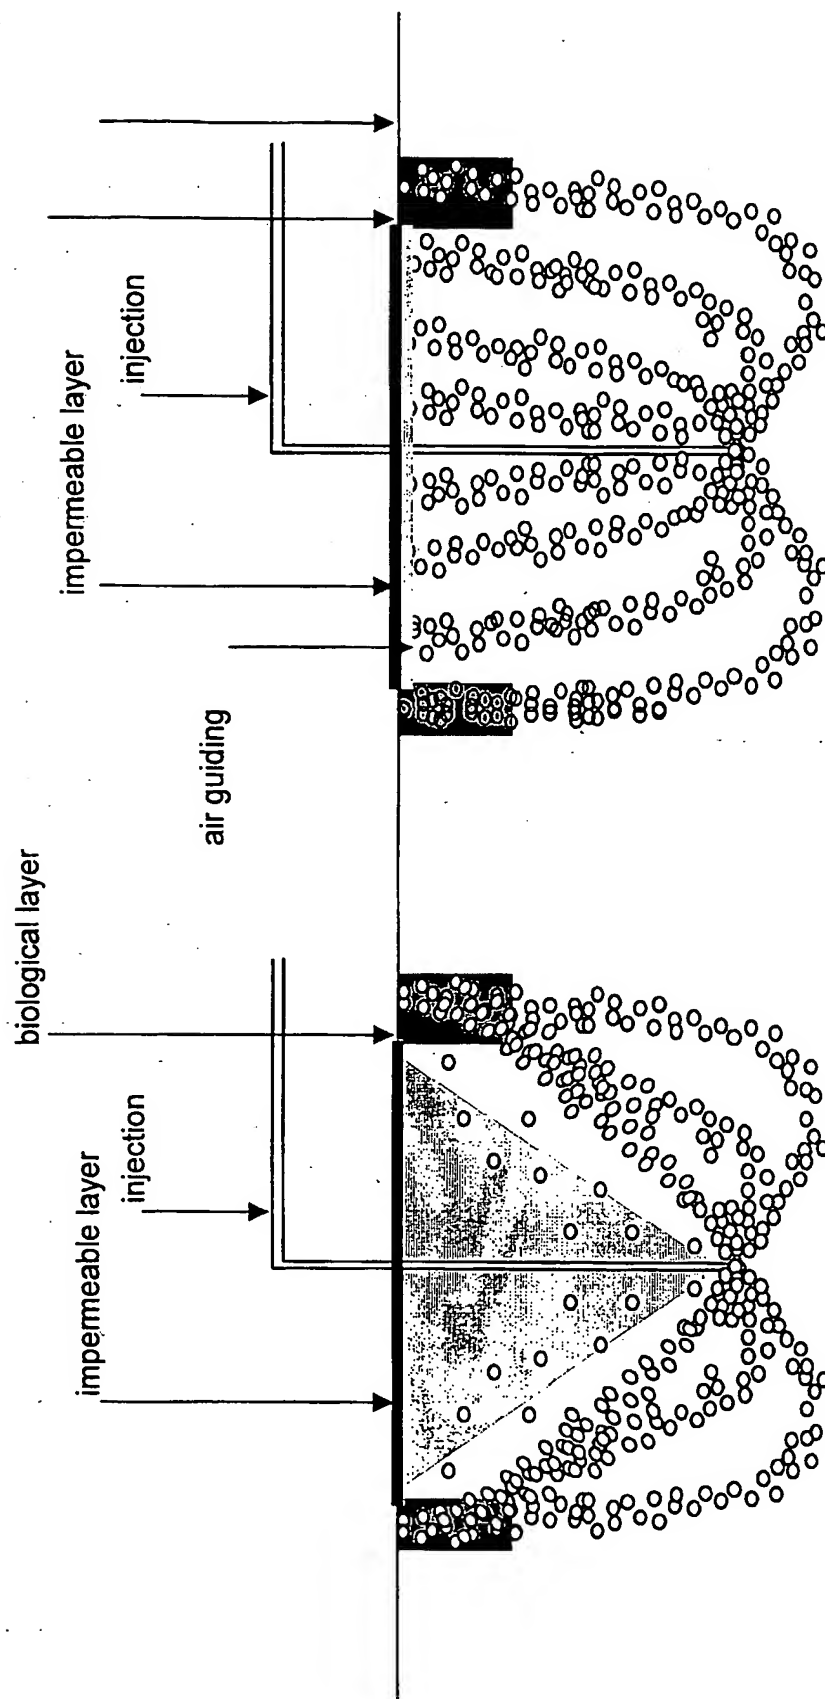 biological layer
impermeable layer
impermeable layer
injection
injection
air guiding